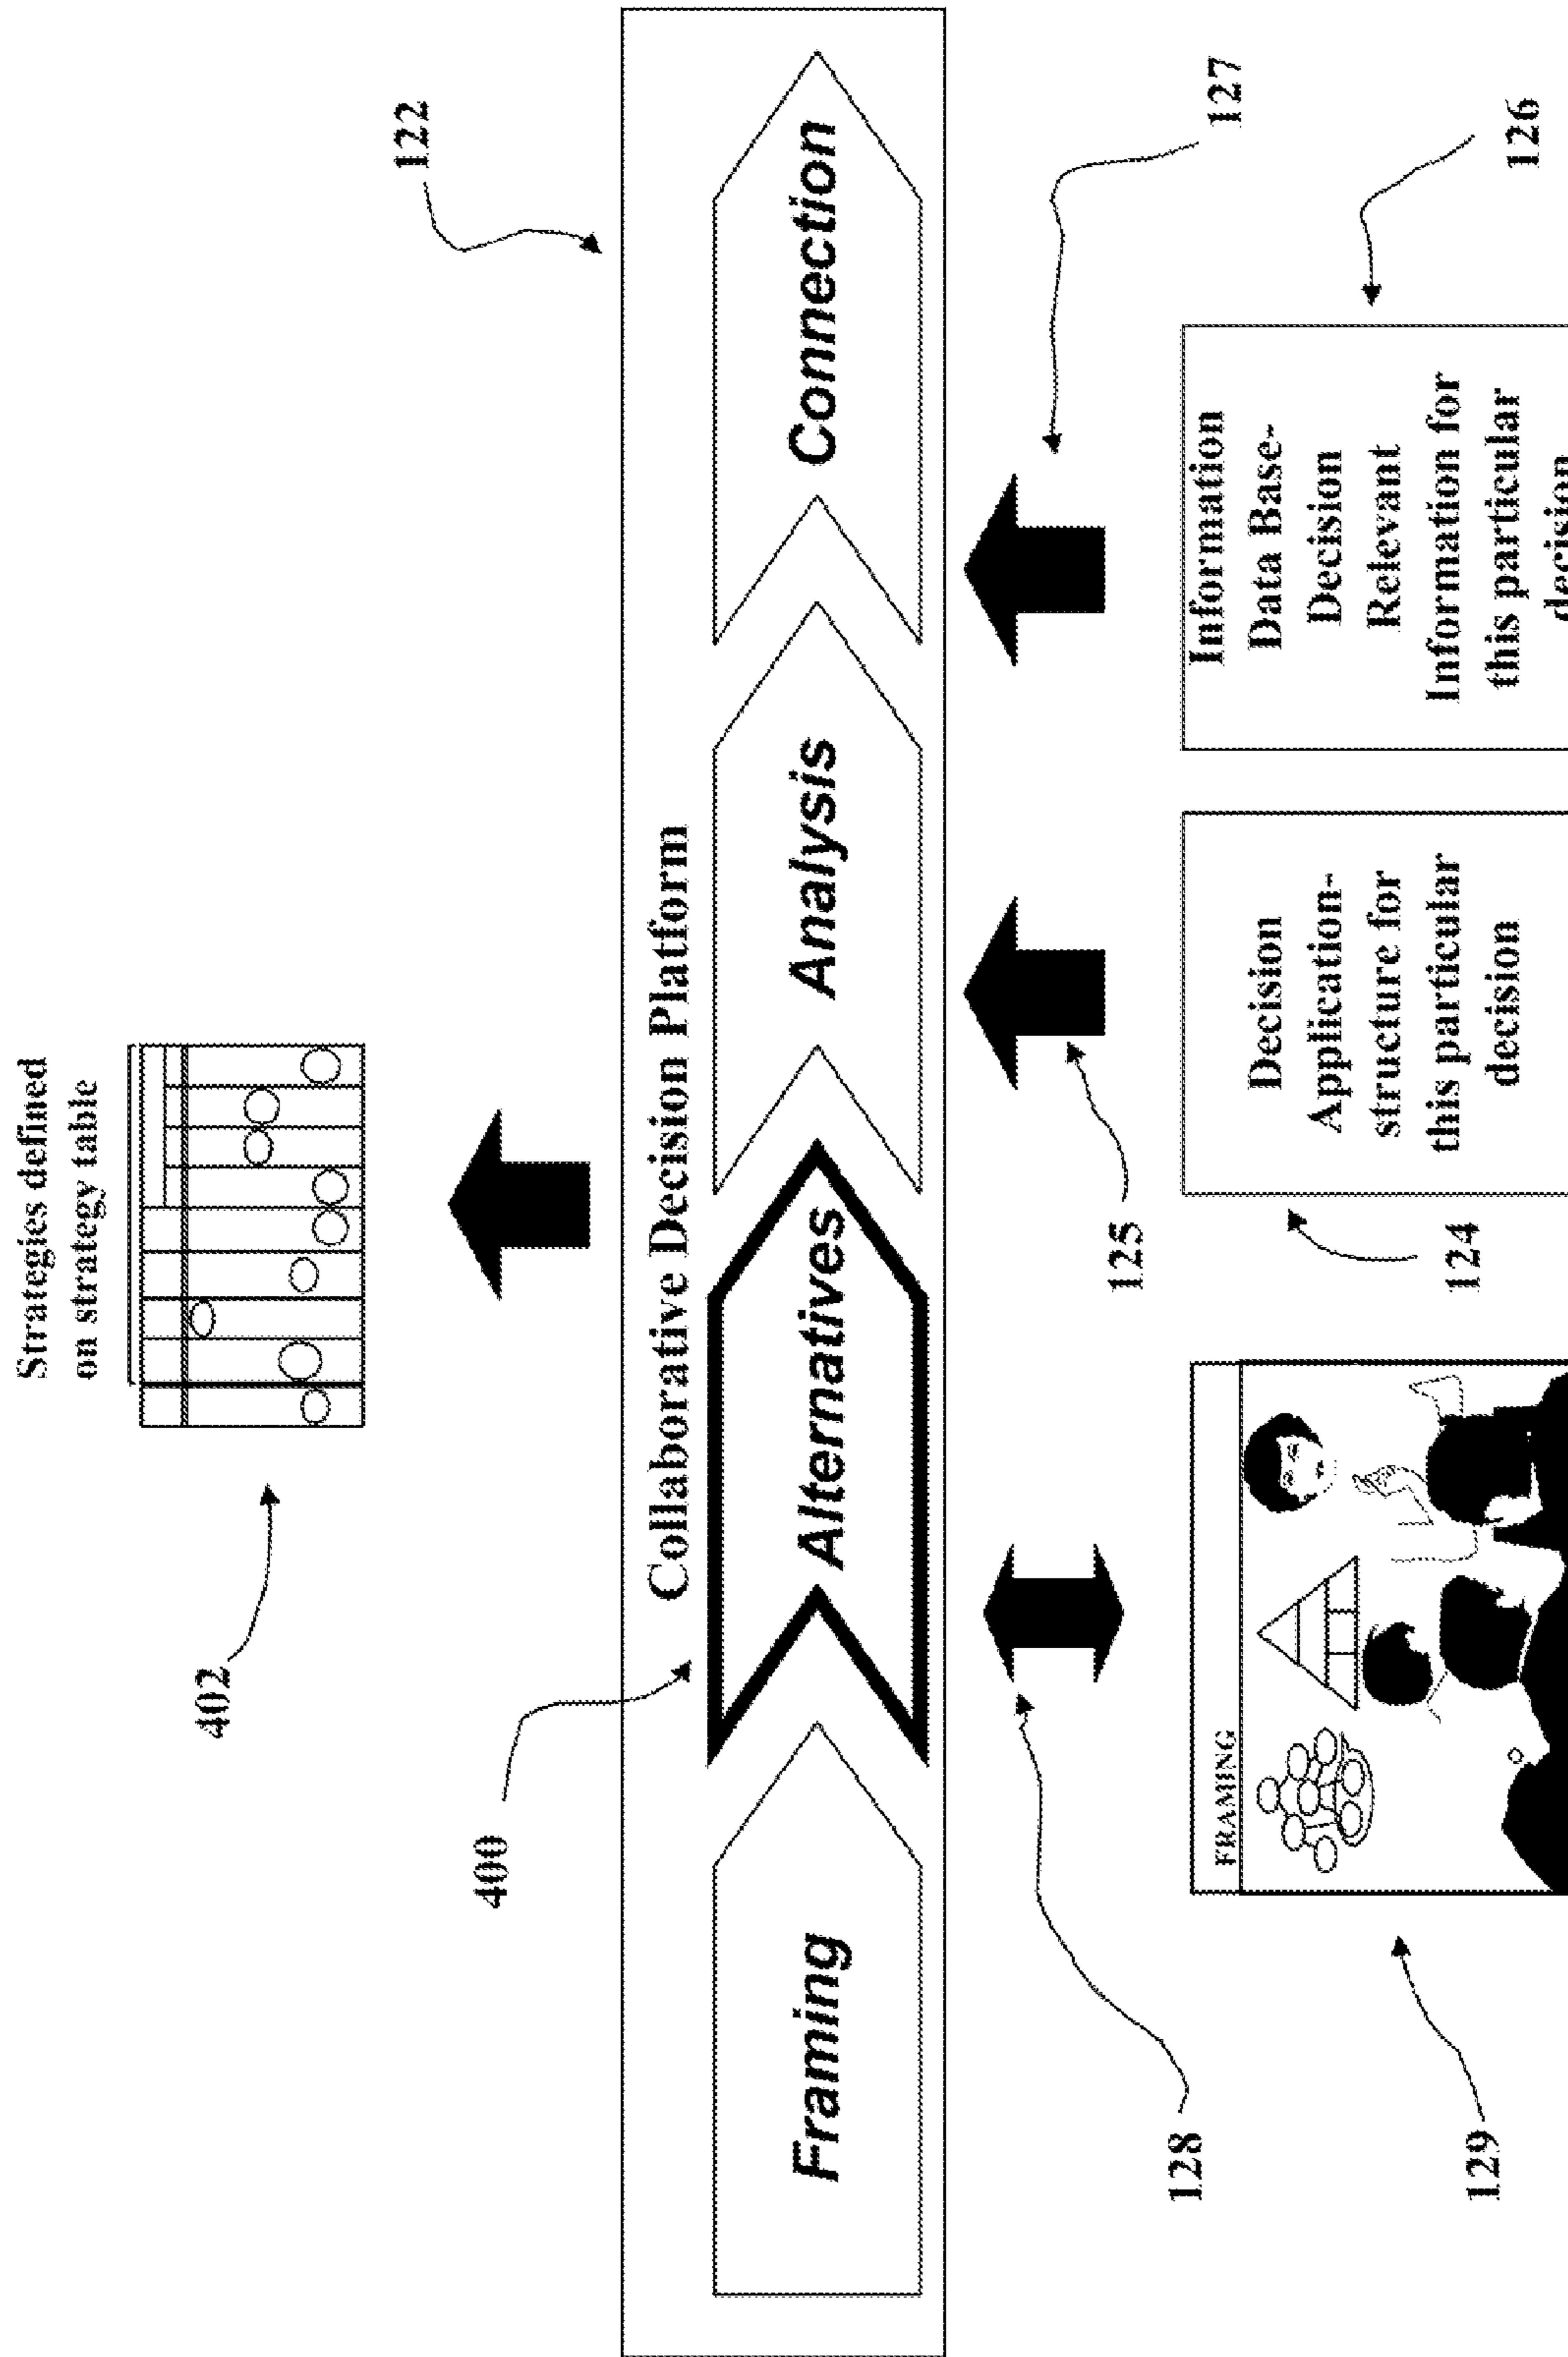 Strategies defined
on strategy table
402
122
400
Collaborative Decision Platform
Framing
Alternatives
Analysis
Connection
128
125
127
129
FRAMING
124
Decision
Application-
structure for
this particular
decision
126
Information
Data Base-
Decision
Relevant
Information for
this particular
decision